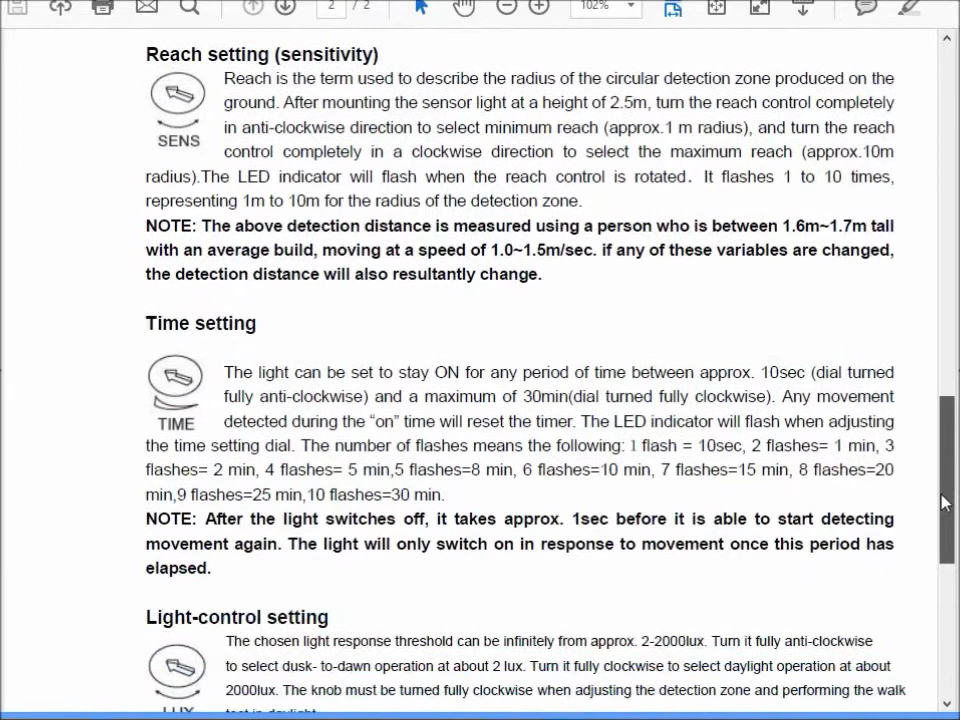 2 / 2
102%
Reach setting (sensitivity)
Reach is the term used to describe the radius of the circular detection zone produced on the
ground. After mounting the sensor light at a height of 2.5m, turn the reach control completely
in anti-clockwise direction to select minimum reach (approx.1 m radius), and turn the reach
SENS
control completely in a clockwise direction to select the maximum reach (approx.10m
radius).The LED indicator will flash when the reach control is rotated. It flashes 1 to 10 times,
representing 1m to 10m for the radius of the detection zone.
NOTE: The above detection distance is measured using a person who is between 1.6m~1.7m tall
with an average build, moving at a speed of 1.0~1.5m/sec. if any of these variables are changed,
the detection distance will also resultantly change.
Time setting
The light can be set to stay ON for any period of time between approx. 10sec (dial turned
fully anti-clockwise) and a maximum of 30min(dial turned fully clockwise). Any movement
TIME
detected during the “on” time will reset the timer. The LED indicator will flash when adjusting
the time setting dial. The number of flashes means the following: 1 flash = 10sec, 2 flashes= 1 min, 3
flashes= 2 min, 4 flashes= 5 min,5 flashes=8 min, 6 flashes=10 min, 7 flashes=15 min, 8 flashes=20
min,9 flashes=25 min,10 flashes=30 min.
NOTE: After the light switches off, it takes approx. 1sec before it is able to start detecting
movement again. The light will only switch on in response to movement once this period has
elapsed.
Light-control setting
The chosen light response threshold can be infinitely from approx. 2-2000lux. Turn it fully anti-clockwise
to select dusk- to-dawn operation at about 2 lux. Turn it fully clockwise to select daylight operation at about
2000lux. The knob must be turned fully clockwise when adjusting the detection zone and performing the walk
LUX
test in daylight.